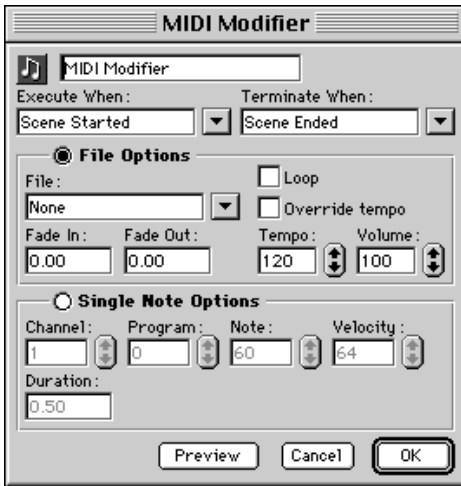 MIDI Modifier
MIDI Modifier
Execute When: Terminate When:
Scene Started Scene Ended
File Options
File: Loop
None Override tempo
Fade In: Fade Out: Tempo: Volume:
0.00 0.00 120 100
Single Note Options
Channel: Program: Note: Velocity:
1 0 60 64
Duration:
0.50
Preview Cancel OK